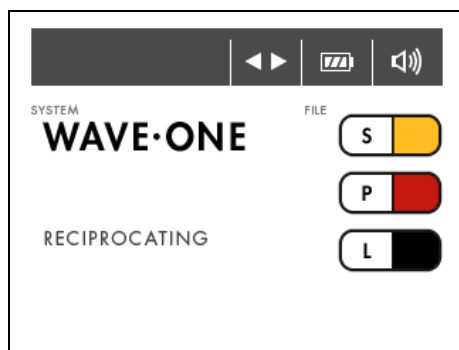 SYSTEM
FILE
WAVE·ONE
S
P
RECIPROCATING
L